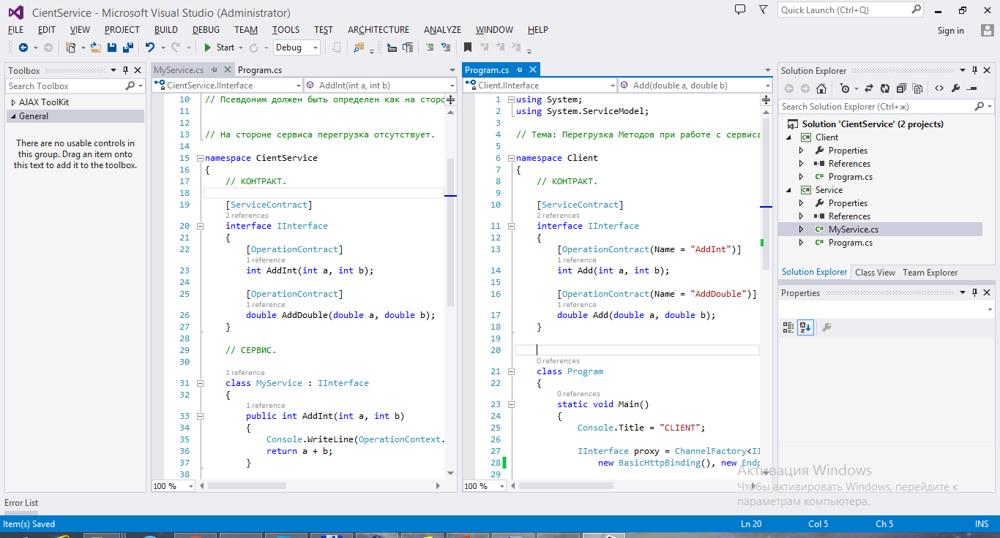 CientService - Microsoft Visual Studio (Administrator)
Quick Launch (Ctrl+Q)
FILE EDIT VIEW PROJECT BUILD DEBUG TEAM TOOLS TEST ARCHITECTURE ANALYZE WINDOW HELP
Sign in
Start Debug
Toolbox
Search Toolbox
AJAX ToolKit
General
There are no usable controls in
this group. Drag an item onto
this text to add it to the toolbox.
MyService.cs Program.cs
CientService.IInterface AddInt(int a, int b)
10 // Псевдоним должен быть определен как на сторо
11
12
13 // На стороне сервиса перегрузка отсутствует.
14
15 namespace CientService
16 {
17 // КОНТРАКТ.
18
19 [ServiceContract]
2 references
20 interface IInterface
21 {
22 [OperationContract]
1 reference
23 int AddInt(int a, int b);
24
25 [OperationContract]
1 reference
26 double AddDouble(double a, double b);
27 }
28
29 // СЕРВИС.
30
1 reference
31 class MyService : IInterface
32 {
1 reference
33 public int AddInt(int a, int b)
34 {
35 Console.WriteLine(OperationContext.
36 return a + b;
37 }
38
100 %
Program.cs
Client.IInterface Add(double a, double b)
1 using System;
2 using System.ServiceModel;
3
4 // Тема: Перегрузка Методов при работе с сервиса
5
6 namespace Client
7 {
8 // КОНТРАКТ.
9
10 [ServiceContract]
2 references
11 interface IInterface
12 {
13 [OperationContract(Name = "AddInt")]
1 reference
14 int Add(int a, int b);
15
16 [OperationContract(Name = "AddDouble")]
1 reference
17 double Add(double a, double b);
18 }
19
20
0 references
21 class Program
22 {
0 references
23 static void Main()
24 {
25 Console.Title = "CLIENT";
26
27 IInterface proxy = ChannelFactory<II
28 new BasicHttpBinding(), new Endp
29
100 %
Solution Explorer
Search Solution Explorer (Ctrl+ж)
Solution 'CientService' (2 projects)
C# Client
Properties
References
C# Program.cs
C# Service
Properties
References
C# MyService.cs
C# Program.cs
Solution Explorer Class View Team Explorer
Properties
Активация Windows
Чтобы активировать Windows, перейдите к
параметрам компьютера.
Error List
Item(s) Saved Ln 20 Col 5 Ch 5 INS